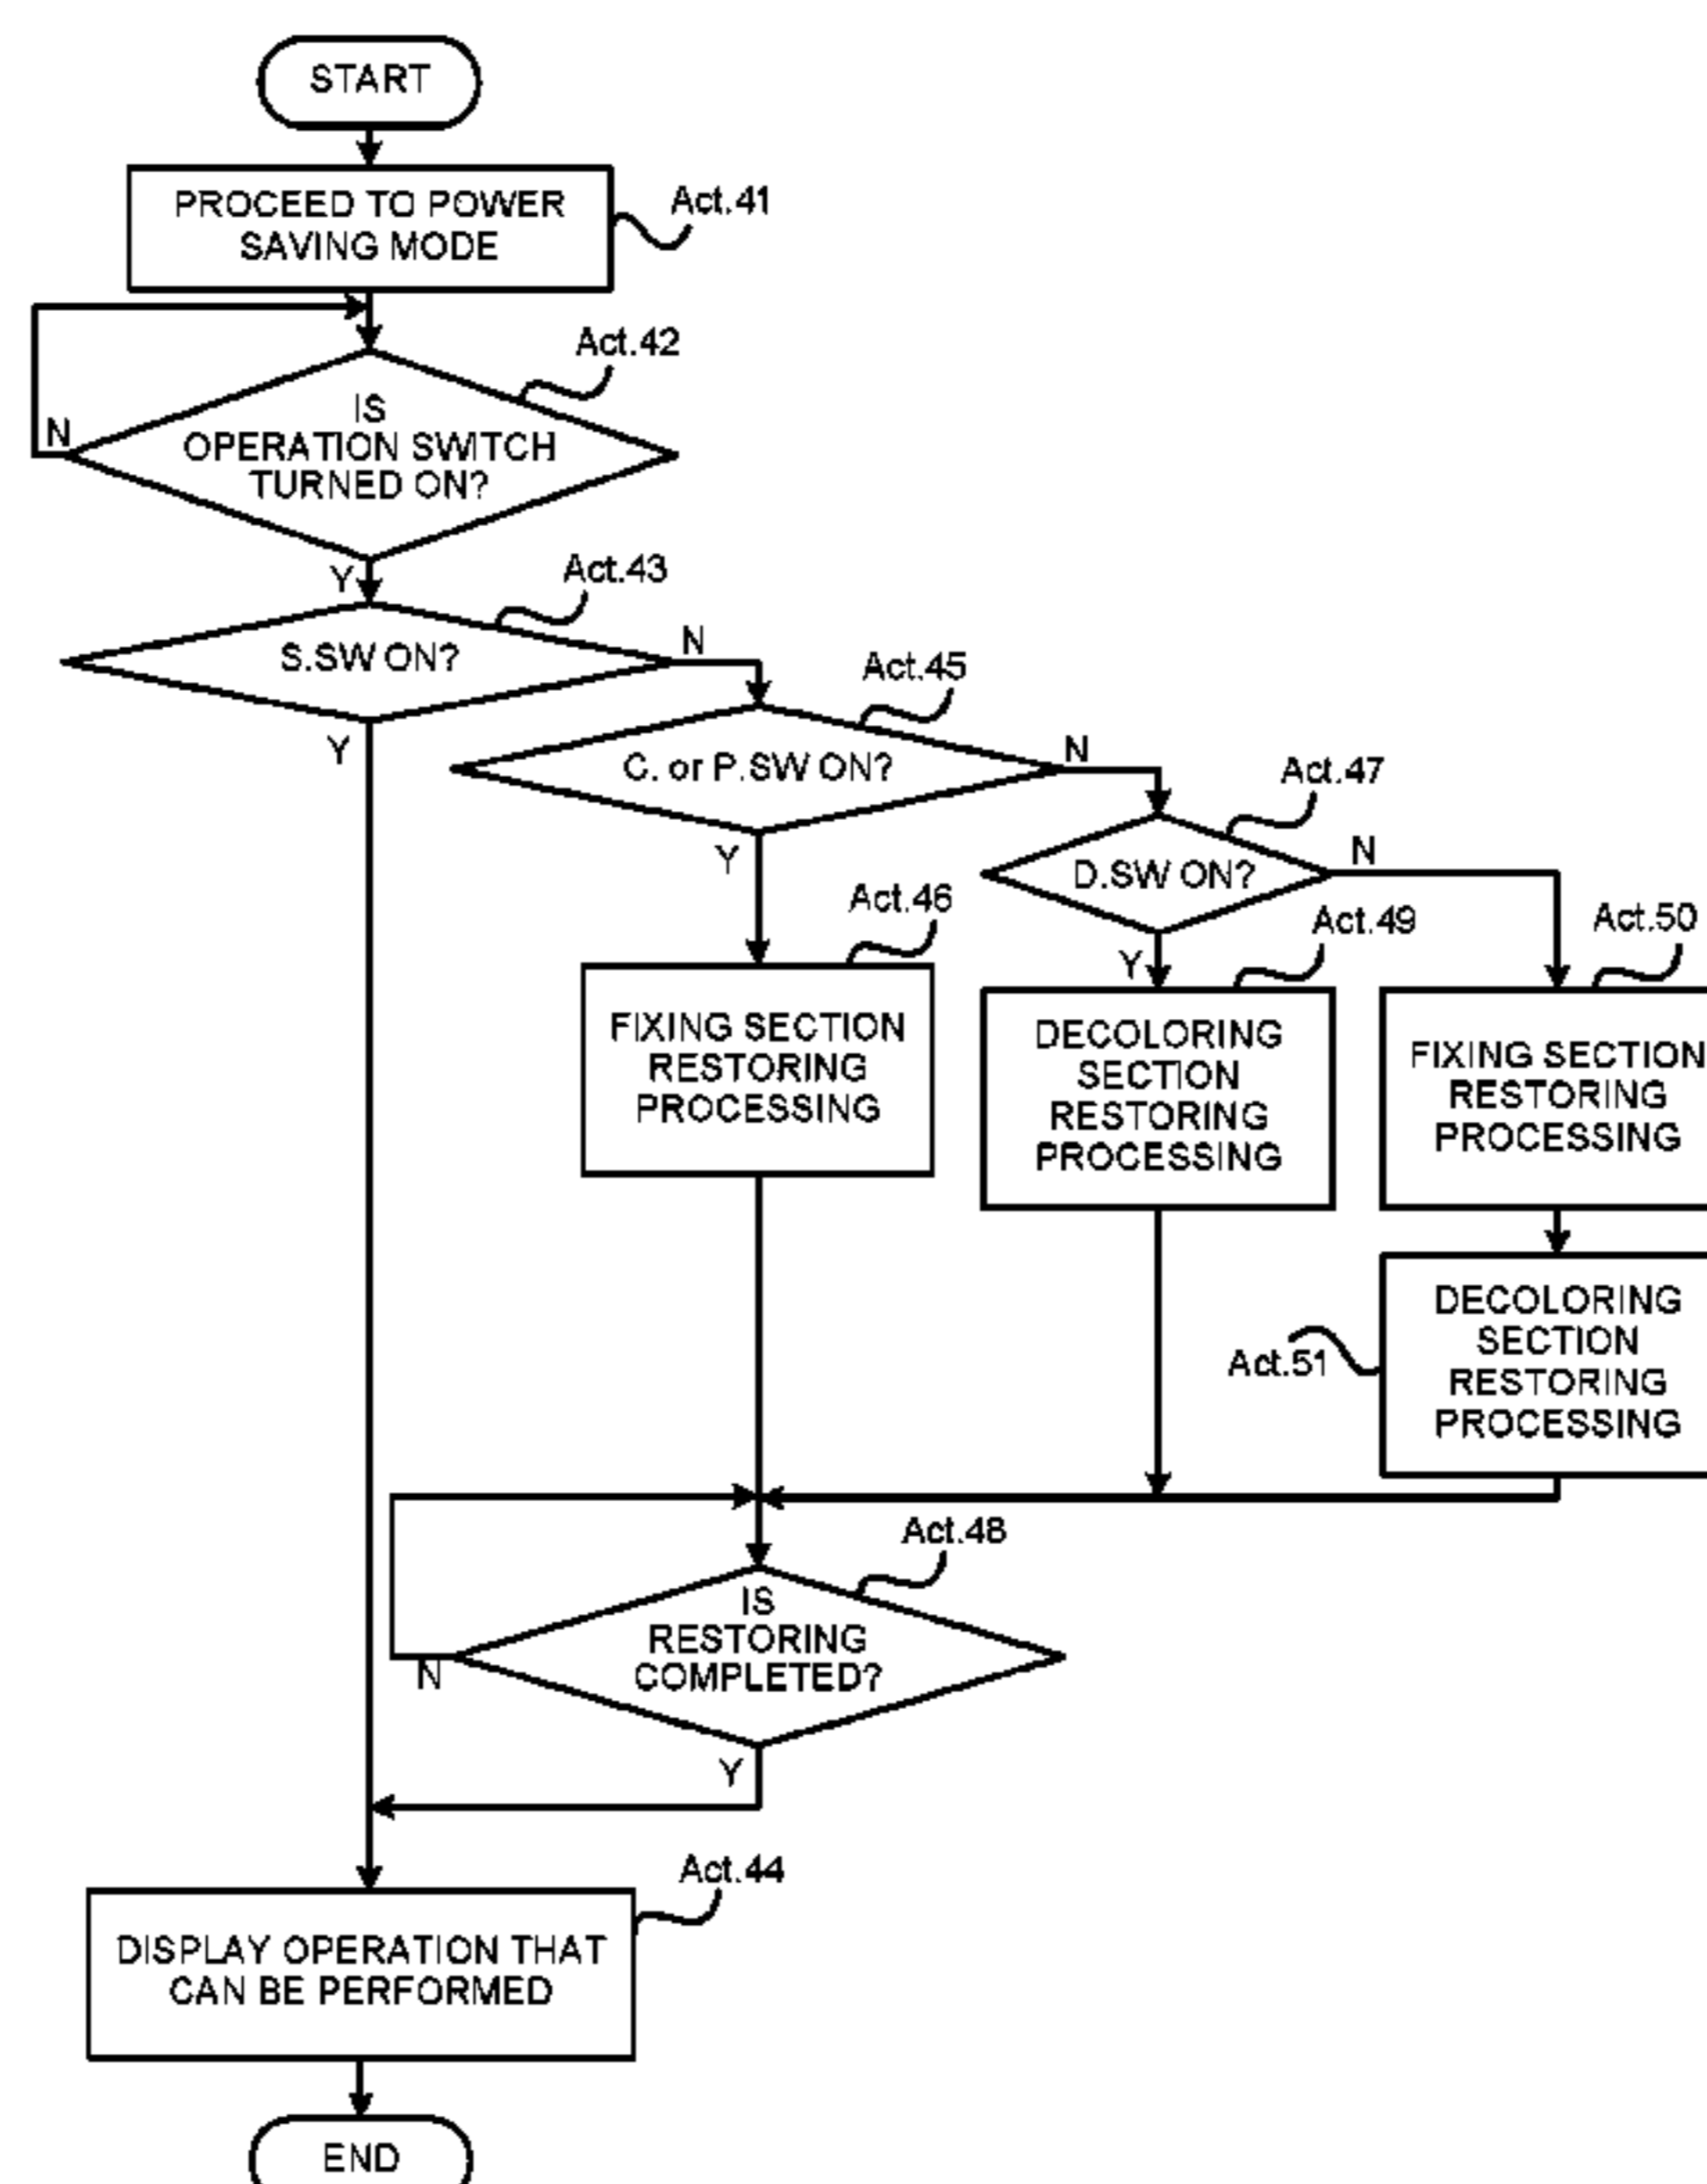 START
PROCEED TO POWER
SAVING MODE
Act.41
Act.42
IS
OPERATION SWITCH
TURNED ON?
N
Y
Act.43
S.SW ON?
N
Y
Act.45
C. or P.SW ON?
N
Y
Act.47
D.SW ON?
N
Y
Act.46
FIXING SECTION
RESTORING
PROCESSING
Act.49
DECOLORING
SECTION
RESTORING
PROCESSING
Act.50
FIXING SECTION
RESTORING
PROCESSING
Act.51
DECOLORING
SECTION
RESTORING
PROCESSING
Act.48
IS
RESTORING
COMPLETED?
N
Y
Act.44
DISPLAY OPERATION THAT
CAN BE PERFORMED
END